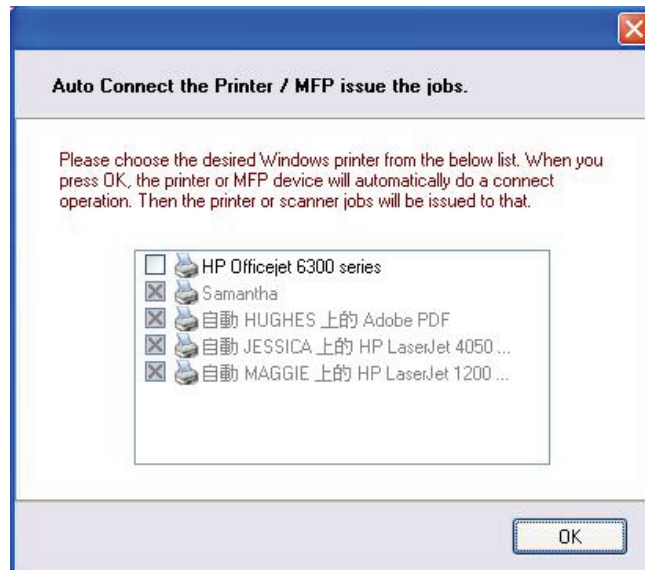 Auto Connect the Printer / MFP issue the jobs.
Please choose the desired Windows printer from the below list. When you
press OK, the printer or MFP device will automatically do a connect
operation. Then the printer or scanner jobs will be issued to that.
HP Officejet 6300 series
Samantha
自動 HUGHES 上的 Adobe PDF
自動 JESSICA 上的 HP LaserJet 4050 ...
自動 MAGGIE 上的 HP LaserJet 1200 ...
OK